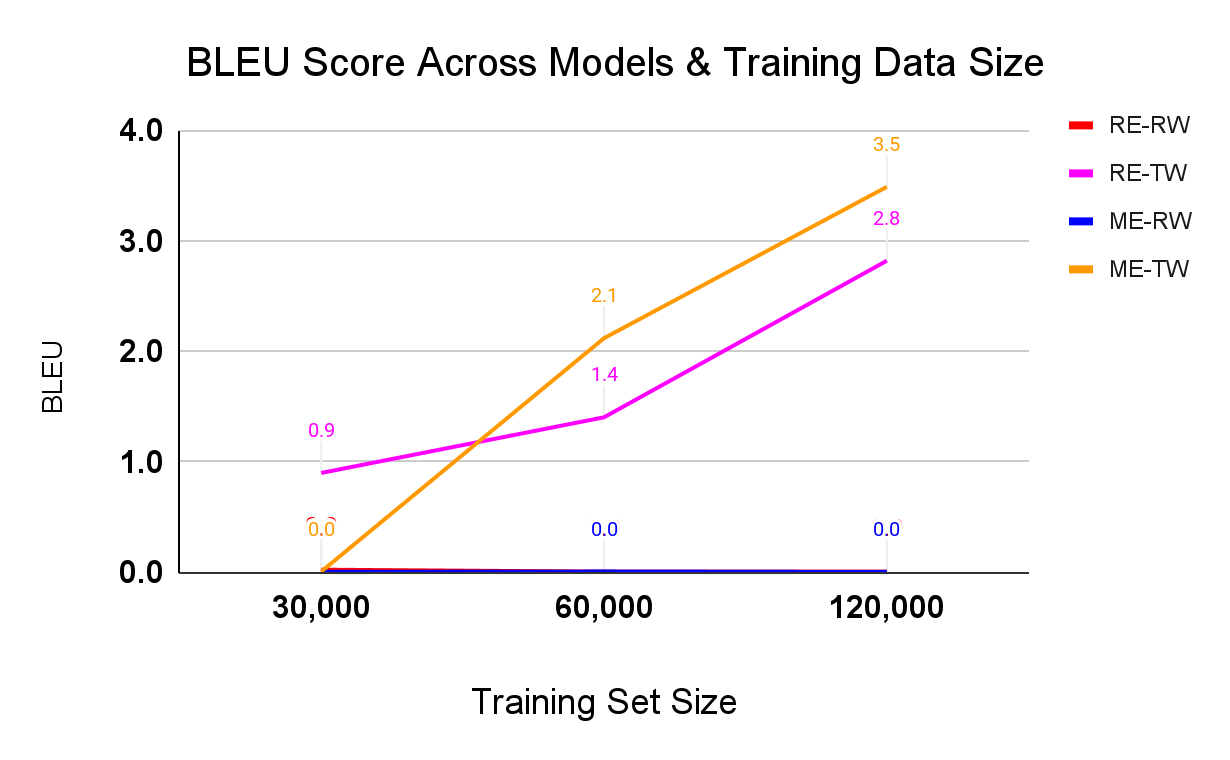 BLEU Score Across Models & Training Data Size
4.0
3.0
2.0
1.0
0.0
BLEU
3.5
2.8
2.1
1.4
0.9
0.0
0.0
0.0
30,000
60,000
120,000
Training Set Size
RE-RW
RE-TW
ME-RW
ME-TW